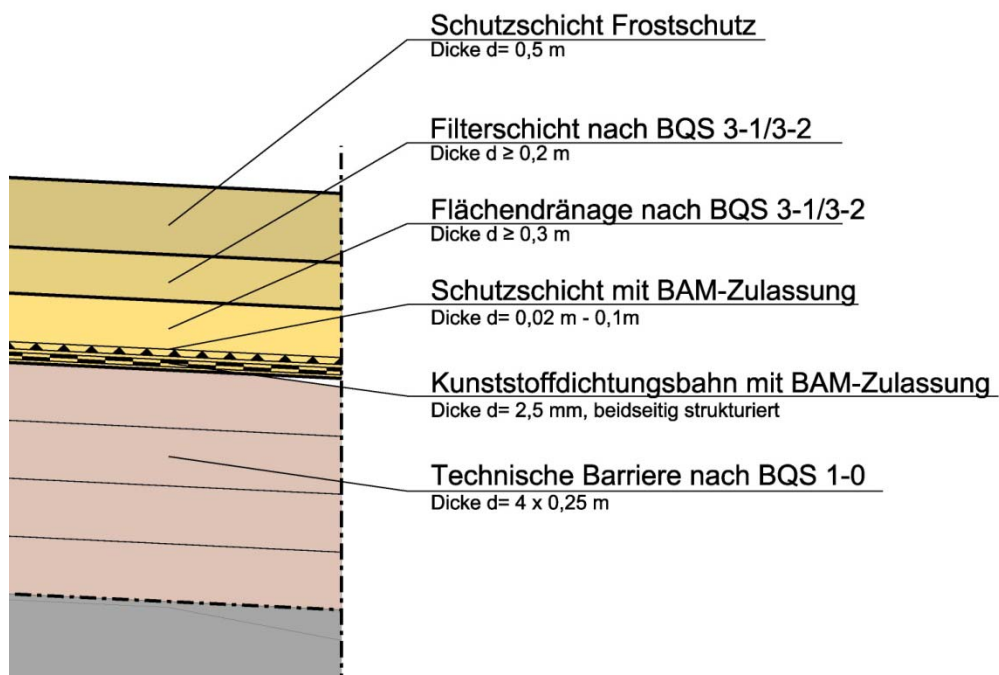 Schutzschicht Frostschutz
Dicke d= 0,5 m
Filterschicht nach BQS 3-1/3-2
Dicke d ≥ 0,2 m
Flächendränage nach BQS 3-1/3-2
Dicke d ≥ 0,3 m
Schutzschicht mit BAM-Zulassung
Dicke d= 0,02 m - 0,1m
Kunststoffdichtungsbahn mit BAM-Zulassung
Dicke d= 2,5 mm, beidseitig strukturiert
Technische Barriere nach BQS 1-0
Dicke d= 4 x 0,25 m